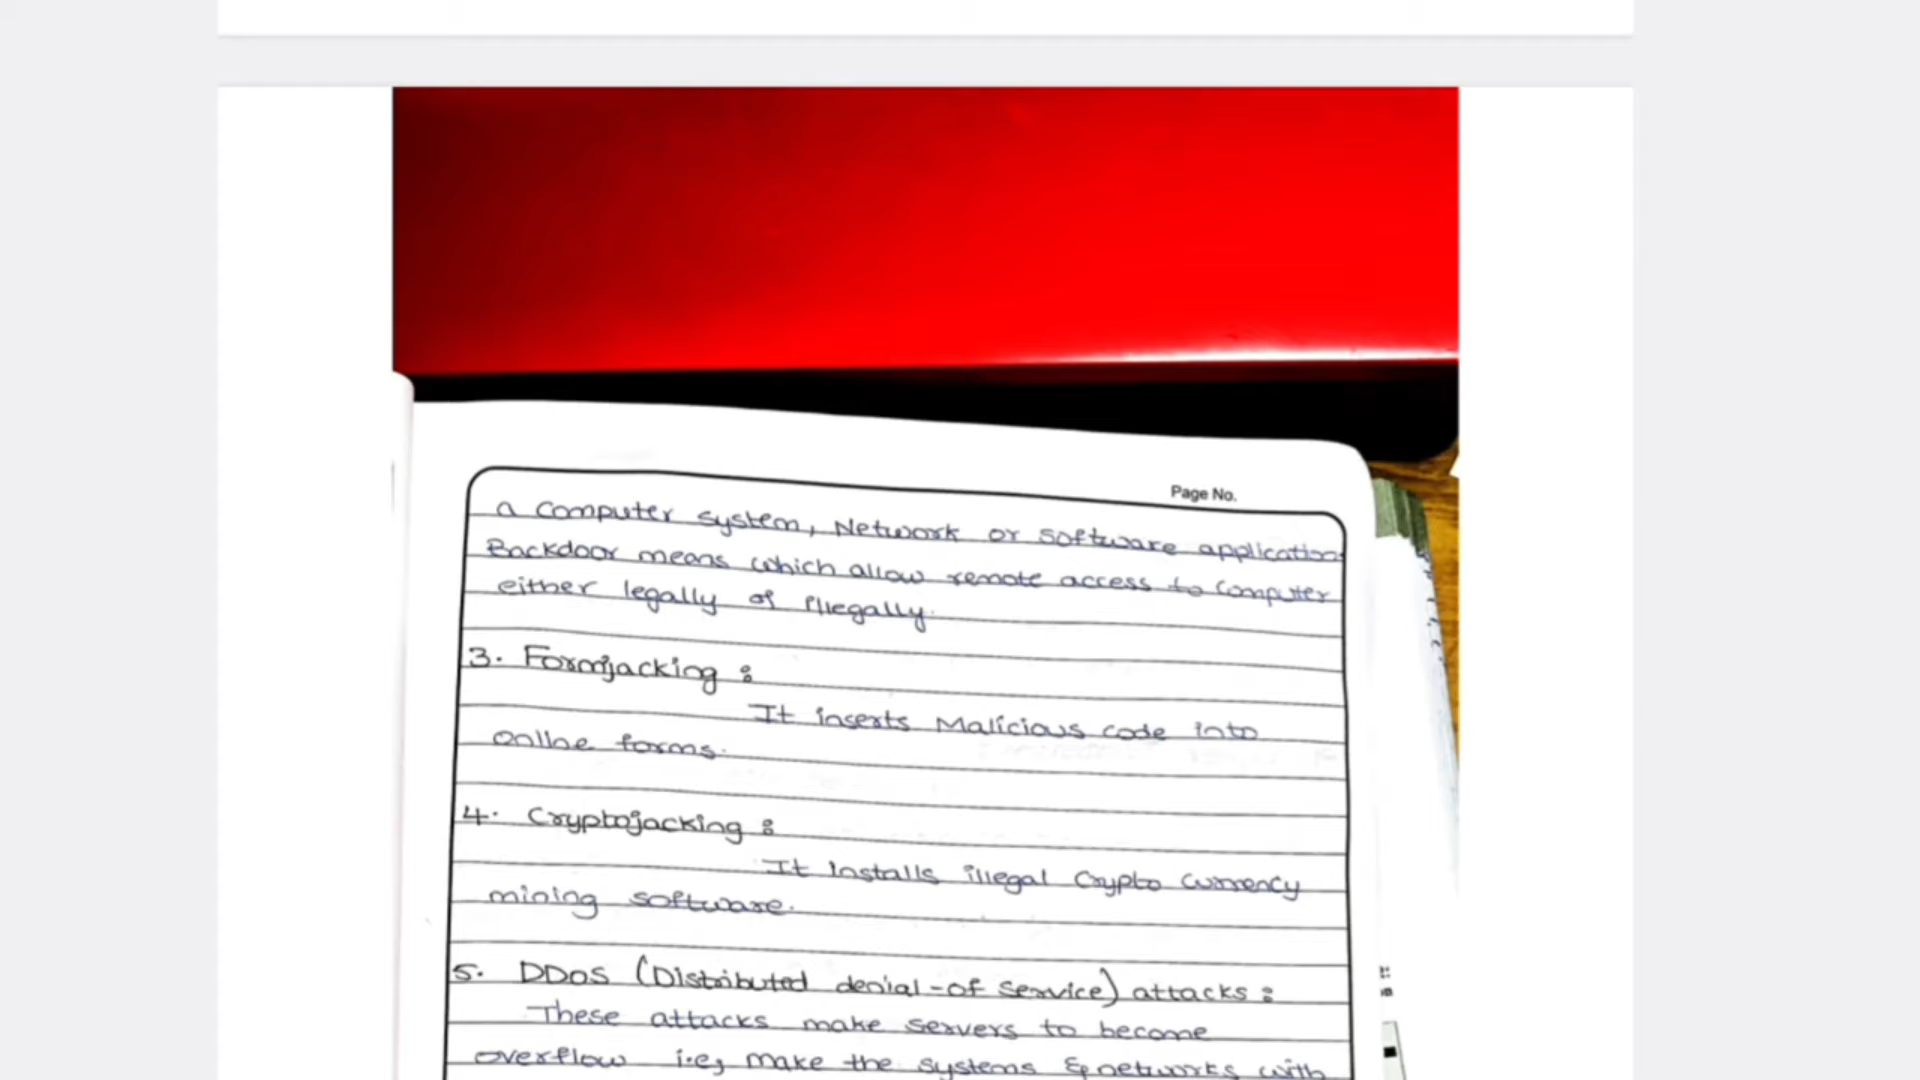 Page No.
a Computer system, Network or software application
Backdoor means which allow remote access to computer
either legally or illegally.
3. Formjacking :
It inserts Malicious code into
Online forms.
4. Cryptojacking :
It installs illegal Crypto currency
mining software.
5. DDoS (Distributed denial-of Service) attacks :
These attacks make servers to become
overflow i.e, make the systems & networks with